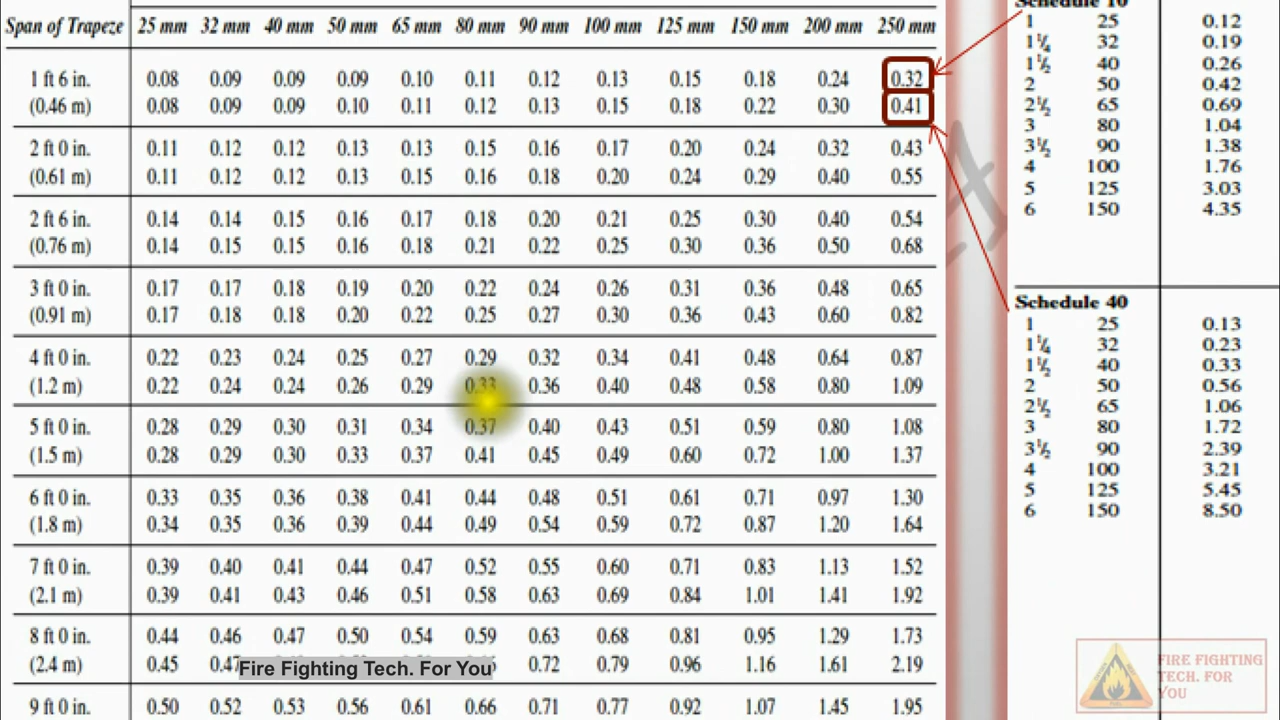 Span of Trapeze 25 mm 32 mm 40 mm 50 mm 65 mm 80 mm 90 mm 100 mm 125 mm 150 mm 200 mm 250 mm
1 ft 6 in. 0.08 0.09 0.09 0.09 0.10 0.11 0.12 0.13 0.15 0.18 0.24 0.32
(0.46 m) 0.08 0.09 0.09 0.10 0.11 0.12 0.13 0.15 0.18 0.22 0.30 0.41
2 ft 0 in. 0.11 0.12 0.12 0.13 0.13 0.15 0.16 0.17 0.20 0.24 0.32 0.43
(0.61 m) 0.11 0.12 0.12 0.13 0.15 0.16 0.18 0.20 0.24 0.29 0.40 0.55
2 ft 6 in. 0.14 0.14 0.15 0.16 0.17 0.18 0.20 0.21 0.25 0.30 0.40 0.54
(0.76 m) 0.14 0.15 0.15 0.16 0.18 0.21 0.22 0.25 0.30 0.36 0.50 0.68
3 ft 0 in. 0.17 0.17 0.18 0.19 0.20 0.22 0.24 0.26 0.31 0.36 0.48 0.65
(0.91 m) 0.17 0.18 0.18 0.20 0.22 0.25 0.27 0.30 0.36 0.43 0.60 0.82
4 ft 0 in. 0.22 0.23 0.24 0.25 0.27 0.29 0.32 0.34 0.41 0.48 0.64 0.87
(1.2 m) 0.22 0.24 0.24 0.26 0.29 0.33 0.36 0.40 0.48 0.58 0.80 1.09
5 ft 0 in. 0.28 0.29 0.30 0.31 0.34 0.37 0.40 0.43 0.51 0.59 0.80 1.08
(1.5 m) 0.28 0.29 0.30 0.33 0.37 0.41 0.45 0.49 0.60 0.72 1.00 1.37
6 ft 0 in. 0.33 0.35 0.36 0.38 0.41 0.44 0.48 0.51 0.61 0.71 0.97 1.30
(1.8 m) 0.34 0.35 0.36 0.39 0.44 0.49 0.54 0.59 0.72 0.87 1.20 1.64
7 ft 0 in. 0.39 0.40 0.41 0.44 0.47 0.52 0.55 0.60 0.71 0.83 1.13 1.52
(2.1 m) 0.39 0.41 0.43 0.46 0.51 0.58 0.63 0.69 0.84 1.01 1.41 1.92
8 ft 0 in. 0.44 0.46 0.47 0.50 0.54 0.59 0.63 0.68 0.81 0.95 1.29 1.73
(2.4 m) 0.45 0.47 0.72 0.79 0.96 1.16 1.61 2.19
Fire Fighting Tech. For You
9 ft 0 in. 0.50 0.52 0.53 0.56 0.61 0.66 0.71 0.77 0.92 1.07 1.45 1.95
Schedule 10
1 25 0.12
1¼ 32 0.19
1½ 40 0.26
2 50 0.42
2½ 65 0.69
3 80 1.04
3½ 90 1.38
4 100 1.76
5 125 3.03
6 150 4.35
Schedule 40
1 25 0.13
1¼ 32 0.23
1½ 40 0.33
2 50 0.56
2½ 65 1.06
3 80 1.72
3½ 90 2.39
4 100 3.21
5 125 5.45
6 150 8.50
FIRE FIGHTING
TECH. FOR
YOU